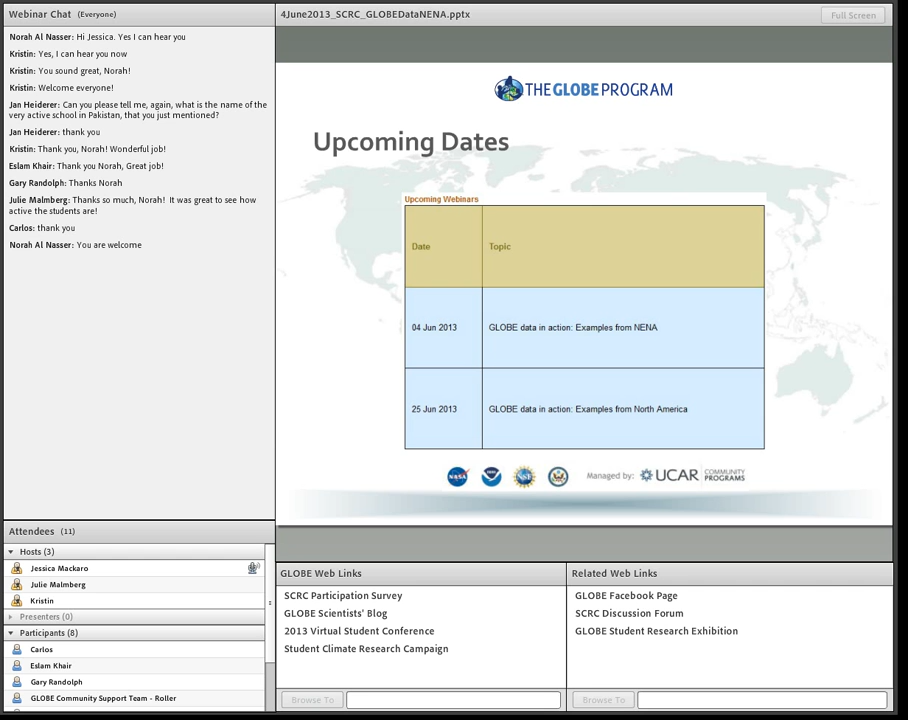 Webinar Chat (Everyone)
Norah Al Nasser: Hi Jessica. Yes I can hear you
Kristin: Yes, I can hear you now
Kristin: You sound great, Norah!
Kristin: Welcome everyone!
Jan Heiderer: Can you please tell me, again, what is the name of the
very active school in Pakistan, that you just mentioned?
Jan Heiderer: thank you
Kristin: Thank you, Norah! Wonderful job!
Eslam Khair: Thank you Norah, Great job!
Gary Randolph: Thanks Norah
Julie Malmberg: Thanks so much, Norah! It was great to see how
active the students are!
Carlos: thank you
Norah Al Nasser: You are welcome
Attendees (11)
Hosts (3)
Jessica Mackaro
Julie Malmberg
Kristin
Presenters (0)
Participants (8)
Carlos
Eslam Khair
Gary Randolph
GLOBE Community Support Team - Roller
4June2013_SCRC_GLOBEDataNENA.pptx
Full Screen
THE GLOBE PROGRAM
Upcoming Dates
Upcoming Webinars
Date Topic
04 Jun 2013 GLOBE data in action: Examples from NENA
25 Jun 2013 GLOBE data in action: Examples from North America
NASA NSF Managed by: UCAR COMMUNITY
PROGRAMS
GLOBE Web Links
SCRC Participation Survey
GLOBE Scientists' Blog
2013 Virtual Student Conference
Student Climate Research Campaign
Browse To
Related Web Links
GLOBE Facebook Page
SCRC Discussion Forum
GLOBE Student Research Exhibition
Browse To